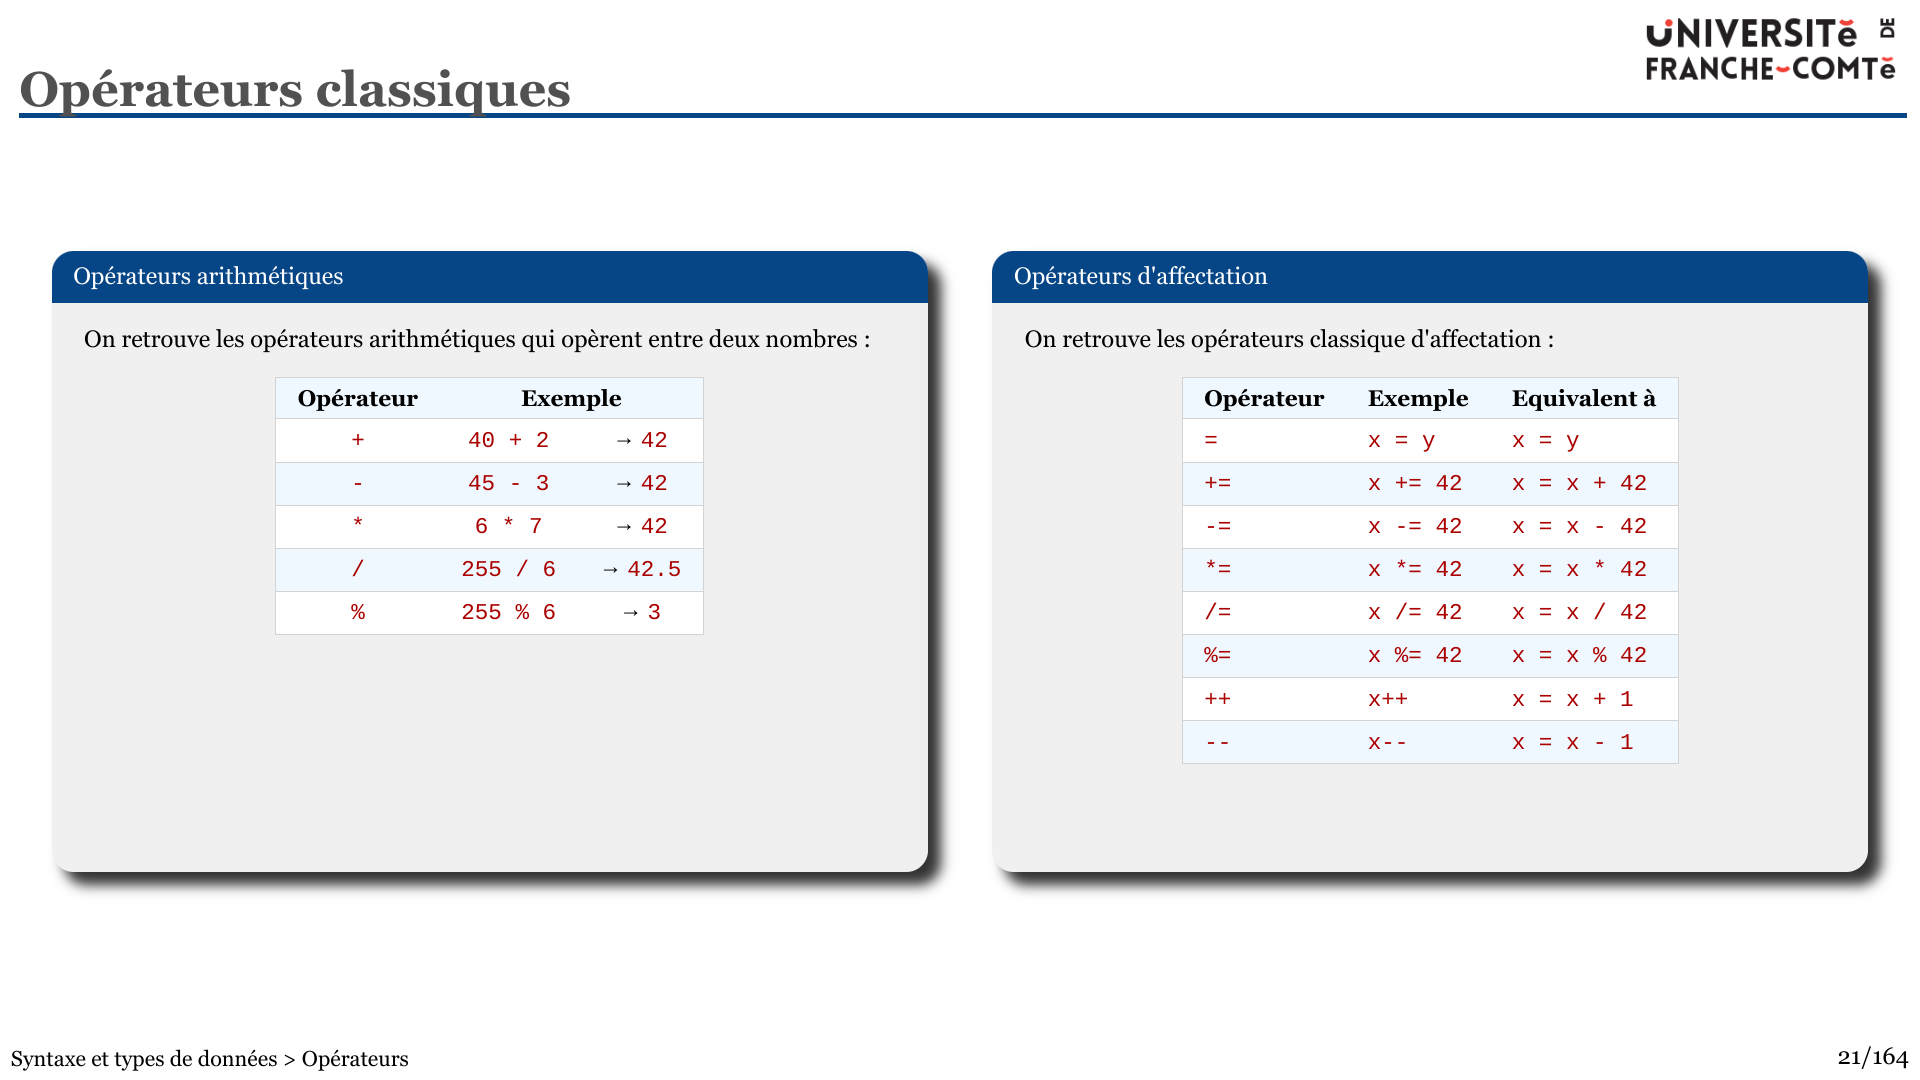 UNIVERSITé DE
FRANCHE-COMTé
Opérateurs classiques
Opérateurs arithmétiques
On retrouve les opérateurs arithmétiques qui opèrent entre deux nombres :
Opérateur Exemple
+ 40 + 2 → 42
- 45 - 3 → 42
* 6 * 7 → 42
/ 255 / 6 → 42.5
% 255 % 6 → 3
Opérateurs d'affectation
On retrouve les opérateurs classique d'affectation :
Opérateur Exemple Equivalent à
= x = y x = y
+= x += 42 x = x + 42
-= x -= 42 x = x - 42
*= x *= 42 x = x * 42
/= x /= 42 x = x / 42
%= x %= 42 x = x % 42
++ x++ x = x + 1
-- x-- x = x - 1
Syntaxe et types de données > Opérateurs
21/164